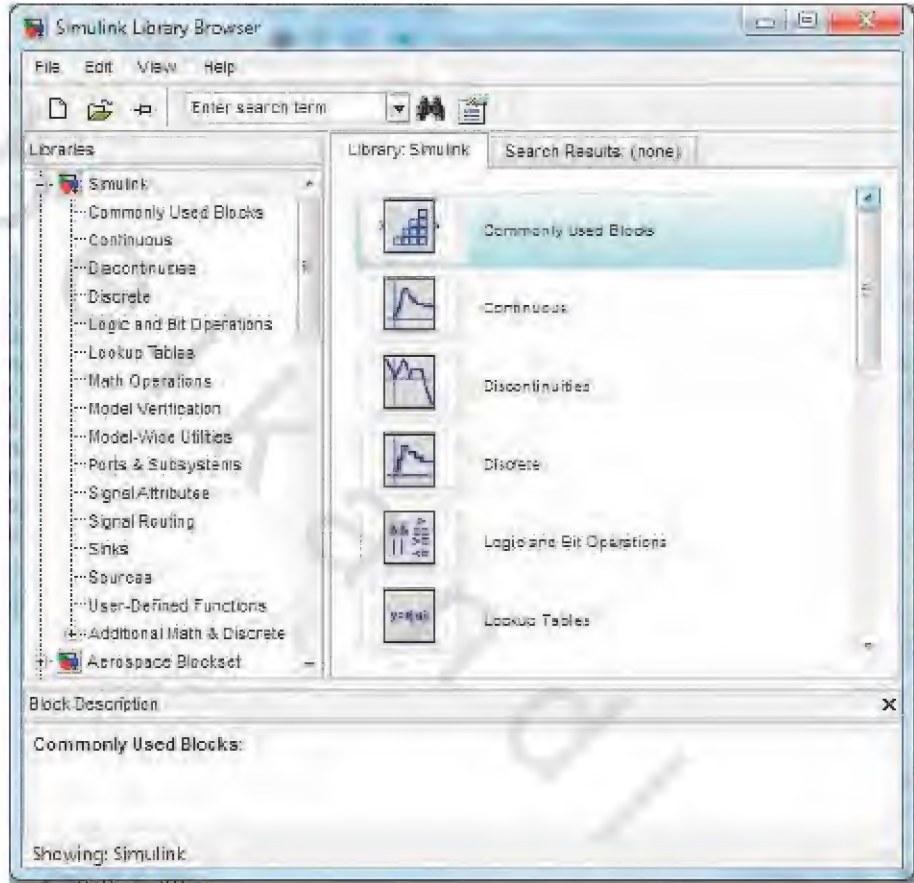 Simulink Library Browser
File Edit View Help
Enter search term
Libraries
Simulink
Commonly Used Blocks
Continuous
Discontinuities
Discrete
Logic and Bit Operations
Lookup Tables
Math Operations
Model Verification
Model-Wide Utilities
Ports & Subsystems
Signal Attributes
Signal Routing
Sinks
Sources
User-Defined Functions
Additional Math & Discrete
Aerospace Blockset
Library: Simulink
Search Results: (none)
Commonly Used Blocks
Continuous
Discontinuities
Discrete
Logic and Bit Operations
Lookup Tables
Block Description
Commonly Used Blocks:
Showing: Simulink